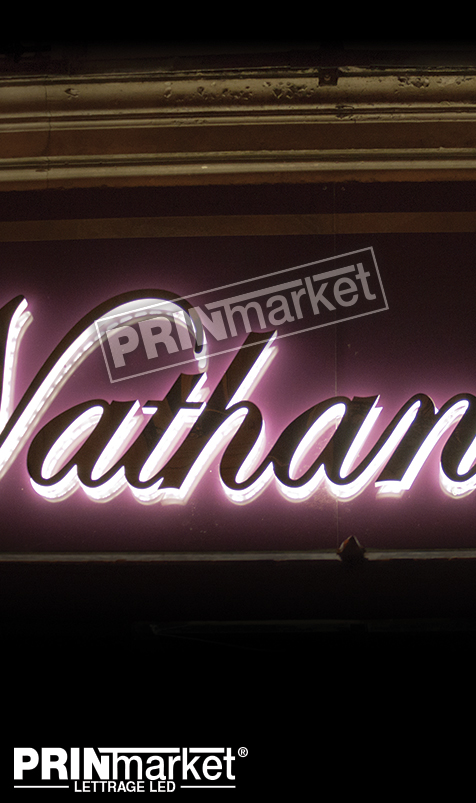 PRINmarket
Nathan
PRINmarket®
LETTRAGE LED